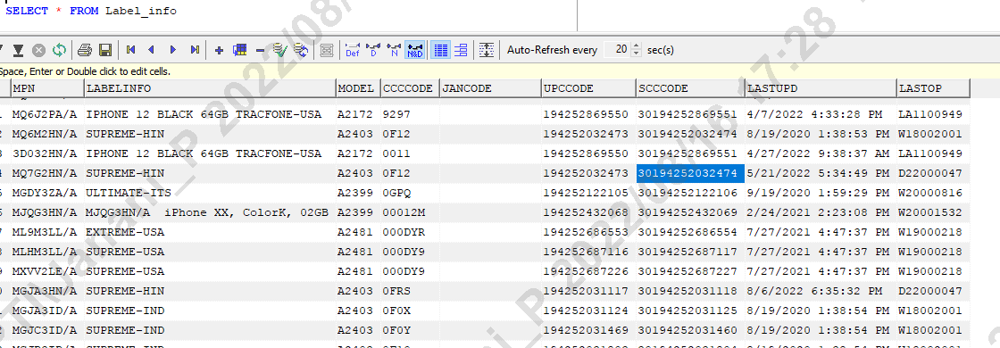 SELECT * FROM Label_info
Def D N N&D Auto-Refresh every 20 sec(s)
Space, Enter or Double click to edit cells.
MPN LABELINFO MODEL CCCCODE JANCODE UPCCODE SCCCODE LASTUPD LASTOP
MQ6J2PA/A IPHONE 12 BLACK 64GB TRACFONE-USA A2172 9297 194252869550 30194252869551 4/7/2022 4:33:28 PM LA1100949
MQ6M2HN/A SUPREME-HIN A2403 0F12 194252032473 30194252032474 8/19/2020 1:38:53 PM W18002001
3D032HN/A IPHONE 12 BLACK 64GB TRACFONE-USA A2172 0011 194252869550 30194252869551 4/27/2022 9:38:37 AM LA1100949
MQ7G2HN/A SUPREME-HIN A2403 0F12 194252032473 30194252032474 5/21/2022 5:34:49 PM D22000047
MGDY3ZA/A ULTIMATE-ITS A2399 0GPQ 194252122105 30194252122106 9/19/2020 1:59:29 PM W20000816
MJQG3HN/A MJQG3HN/A iPhone XX, ColorK, 02GB A2399 00012M 194252432068 30194252432069 2/24/2021 2:23:08 PM W20001532
ML9M3LL/A EXTREME-USA A2481 000DYR 194252686553 30194252686554 7/27/2021 4:47:37 PM W19000218
MLHM3LL/A SUPREME-USA A2481 000DY9 194252687116 30194252687117 7/27/2021 4:47:37 PM W19000218
MXVV2LE/A SUPREME-USA A2481 000DY9 194252687226 30194252687227 7/27/2021 4:47:37 PM W19000218
MGJA3HN/A SUPREME-HIN A2403 0FRS 194252031117 30194252031118 8/6/2022 6:35:32 PM D22000047
MGJA3ID/A SUPREME-IND A2403 0F0X 194252031124 30194252031125 8/19/2020 1:38:54 PM W18002001
MGJC3ID/A SUPREME-IND A2403 0F0Y 194252031469 30194252031460 8/19/2020 1:38:54 PM W18002001
2022/08/16 17:28